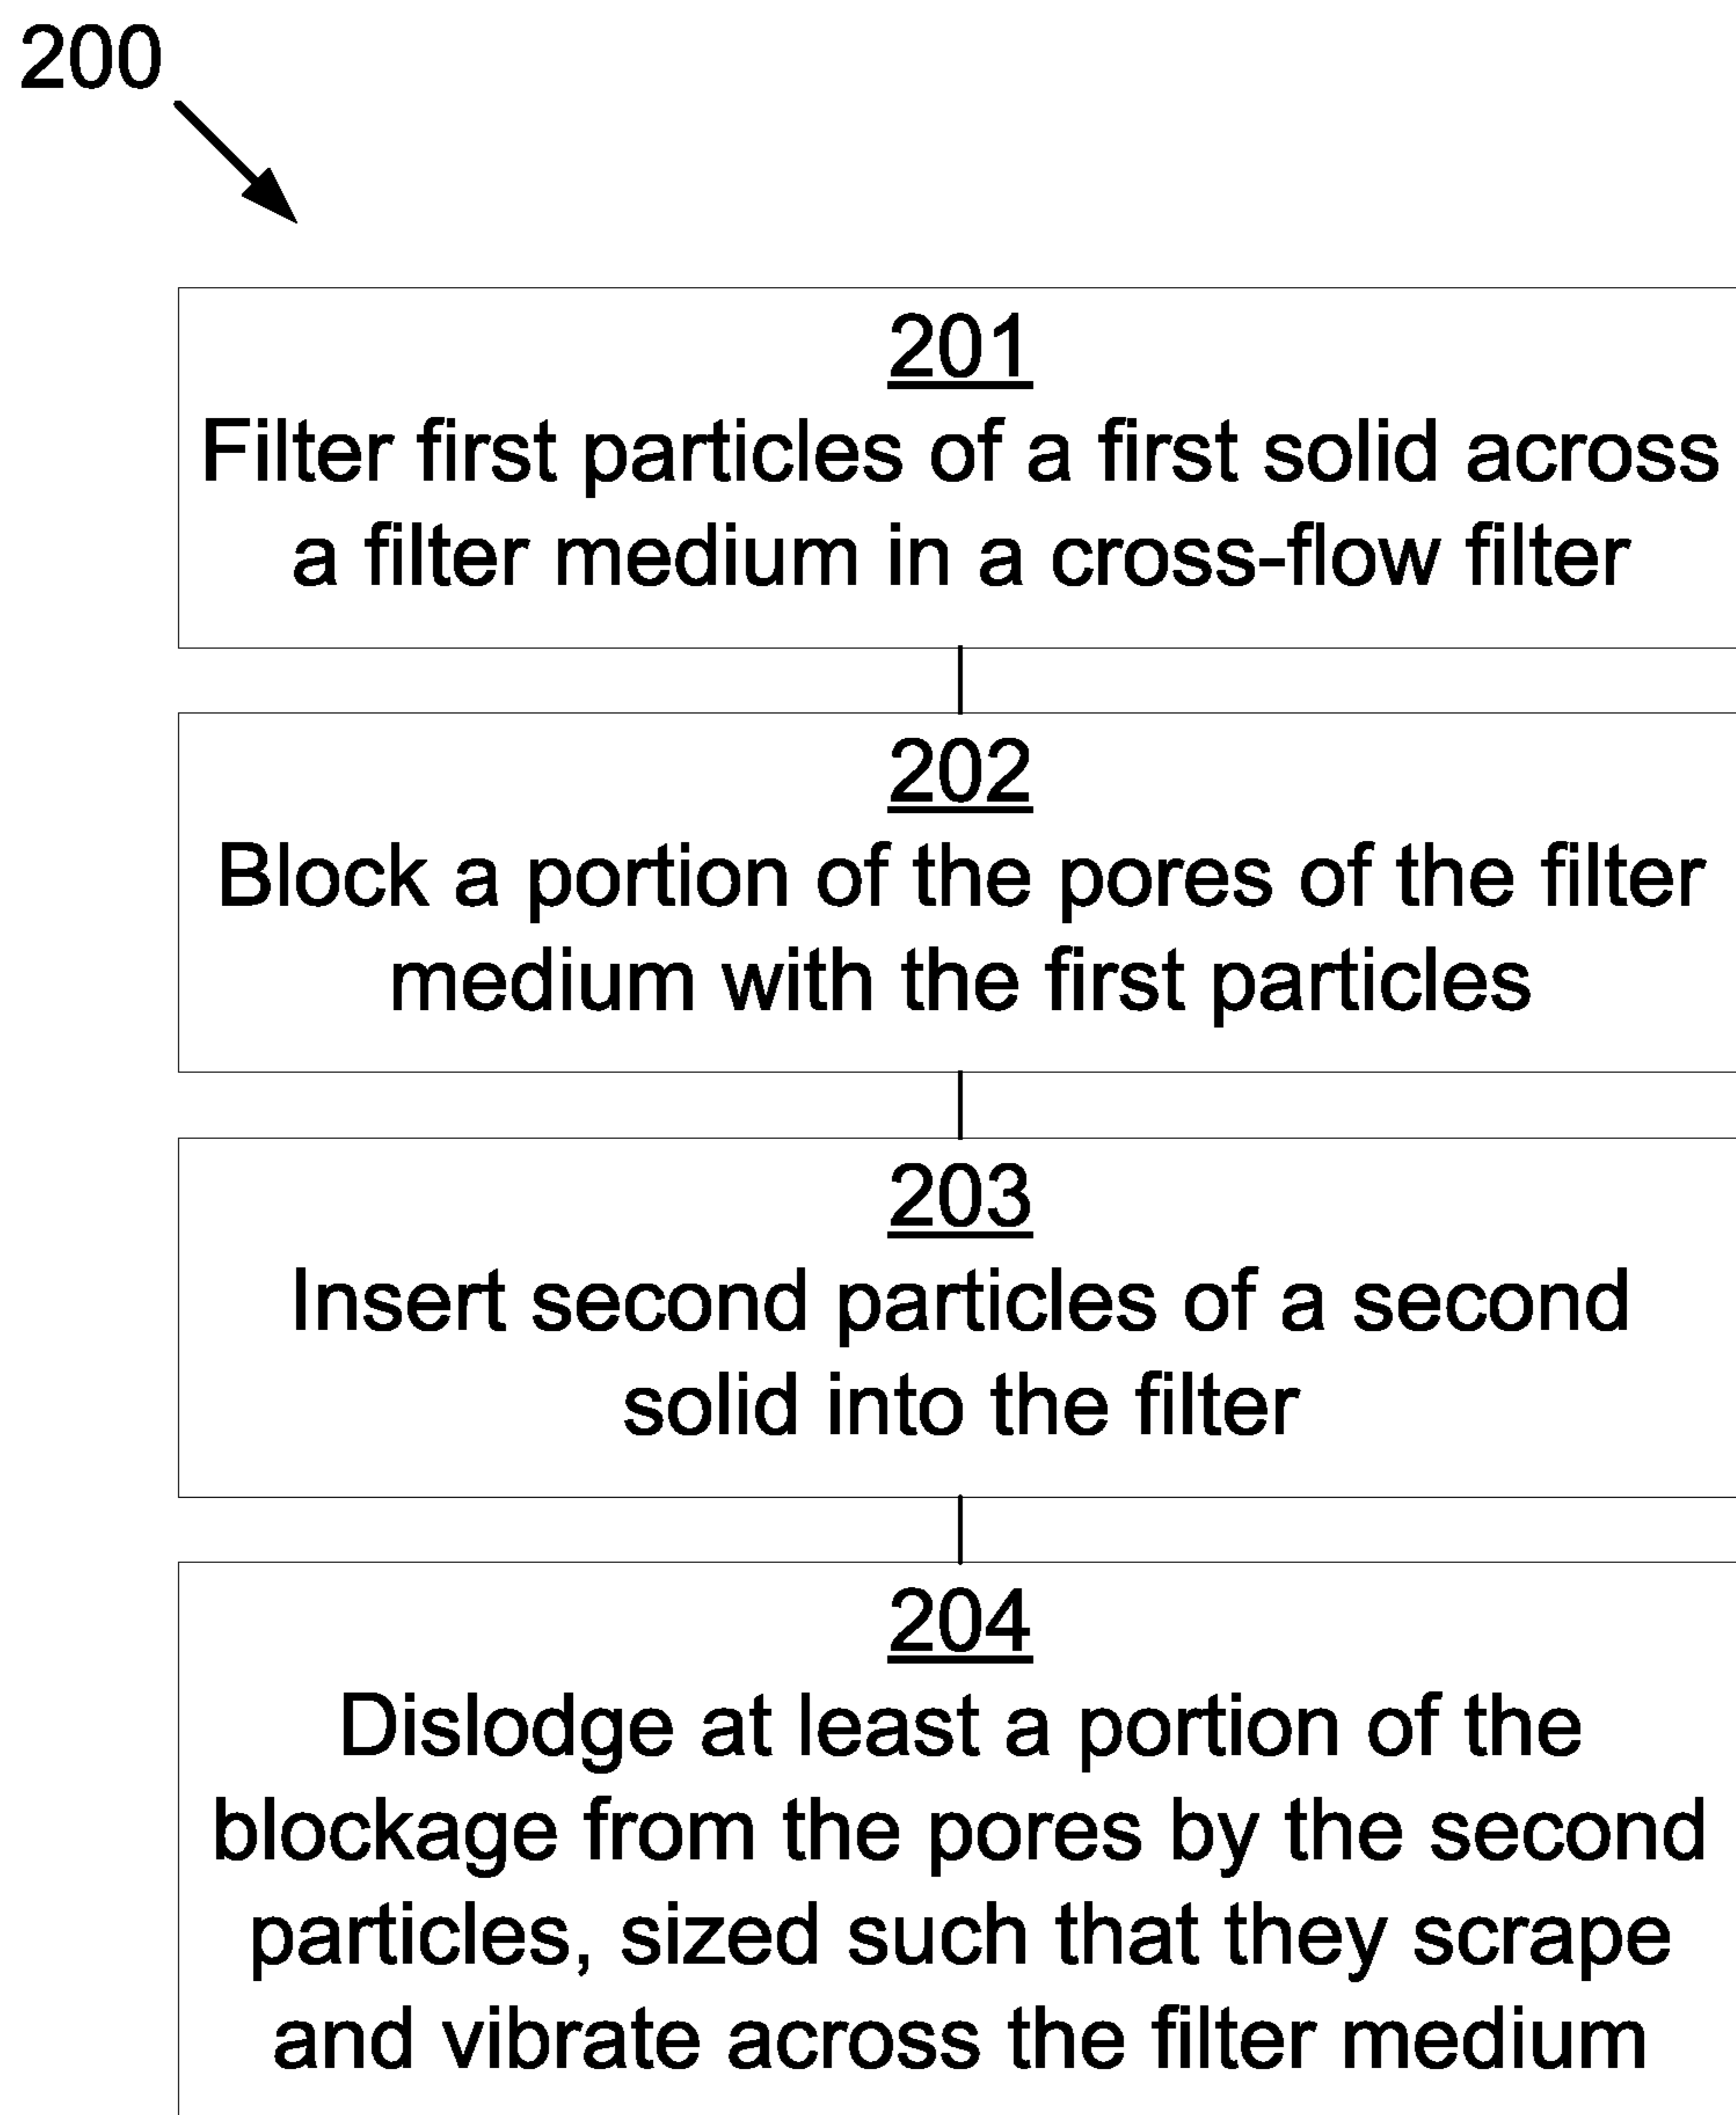 200
201
Filter first particles of a first solid across
a filter medium in a cross-flow filter
202
Block a portion of the pores of the filter
medium with the first particles
203
Insert second particles of a second
solid into the filter
204
Dislodge at least a portion of the
blockage from the pores by the second
particles, sized such that they scrape
and vibrate across the filter medium